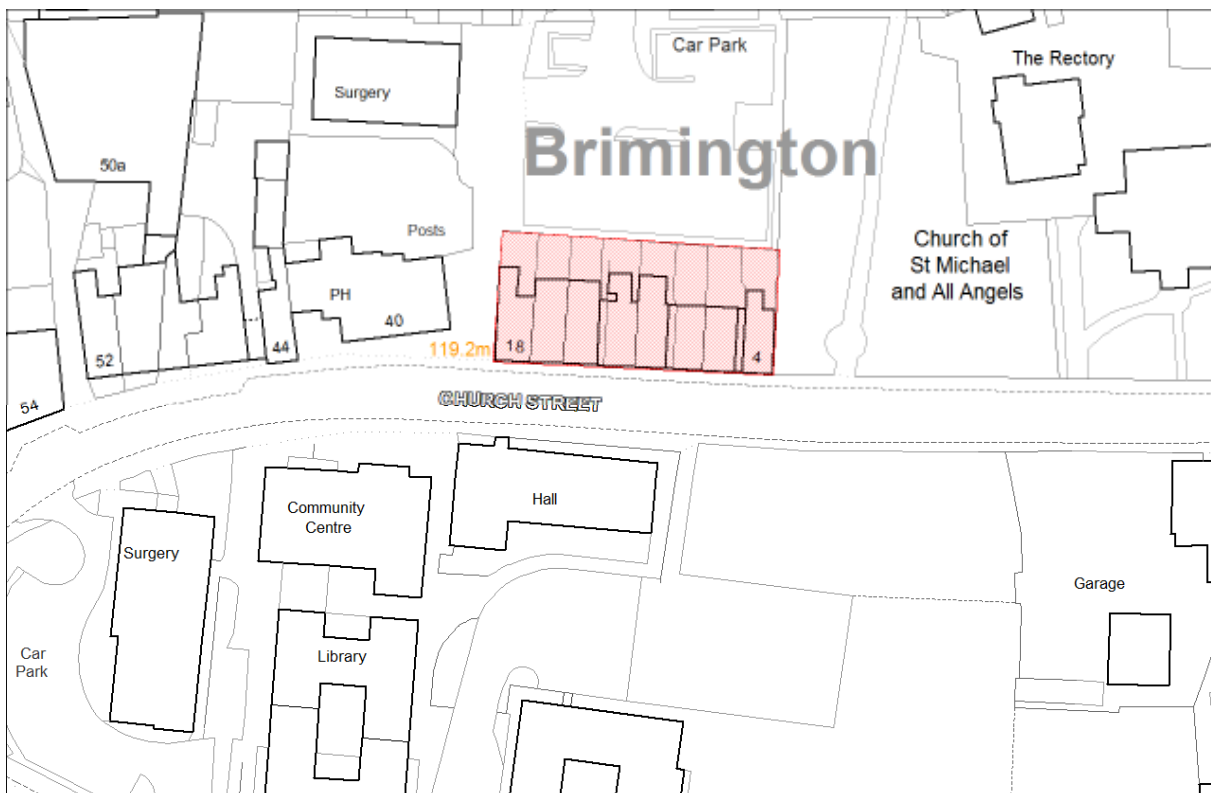 Car Park
The Rectory
Surgery
Brimington
50a
Posts
Church of
St Michael
and All Angels
PH
40
119.2m
18
4
52
44
54
CHURCH STREET
Hall
Community
Centre
Surgery
Garage
Library
Car
Park